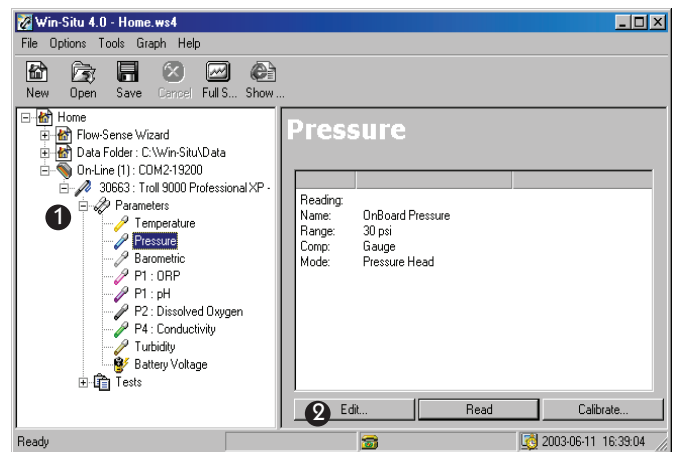 Win-Situ 4.0 - Home.ws4
File Options Tools Graph Help
New Open Save Cancel Full S... Show ...
Home
Flow-Sense Wizard
Data Folder : C:\Win-Situ\Data
On-Line (1) : COM2-19200
30663 : Troll 9000 Professional XP -
1
Parameters
Temperature
Pressure
Barometric
P1 : ORP
P1 : pH
P2 : Dissolved Oxygen
P4 : Conductivity
Turbidity
Battery Voltage
Tests
Pressure
Reading:
Name: OnBoard Pressure
Range: 30 psi
Comp: Gauge
Mode: Pressure Head
2 Edit... Read Calibrate...
Ready 2003-06-11 16:39:04